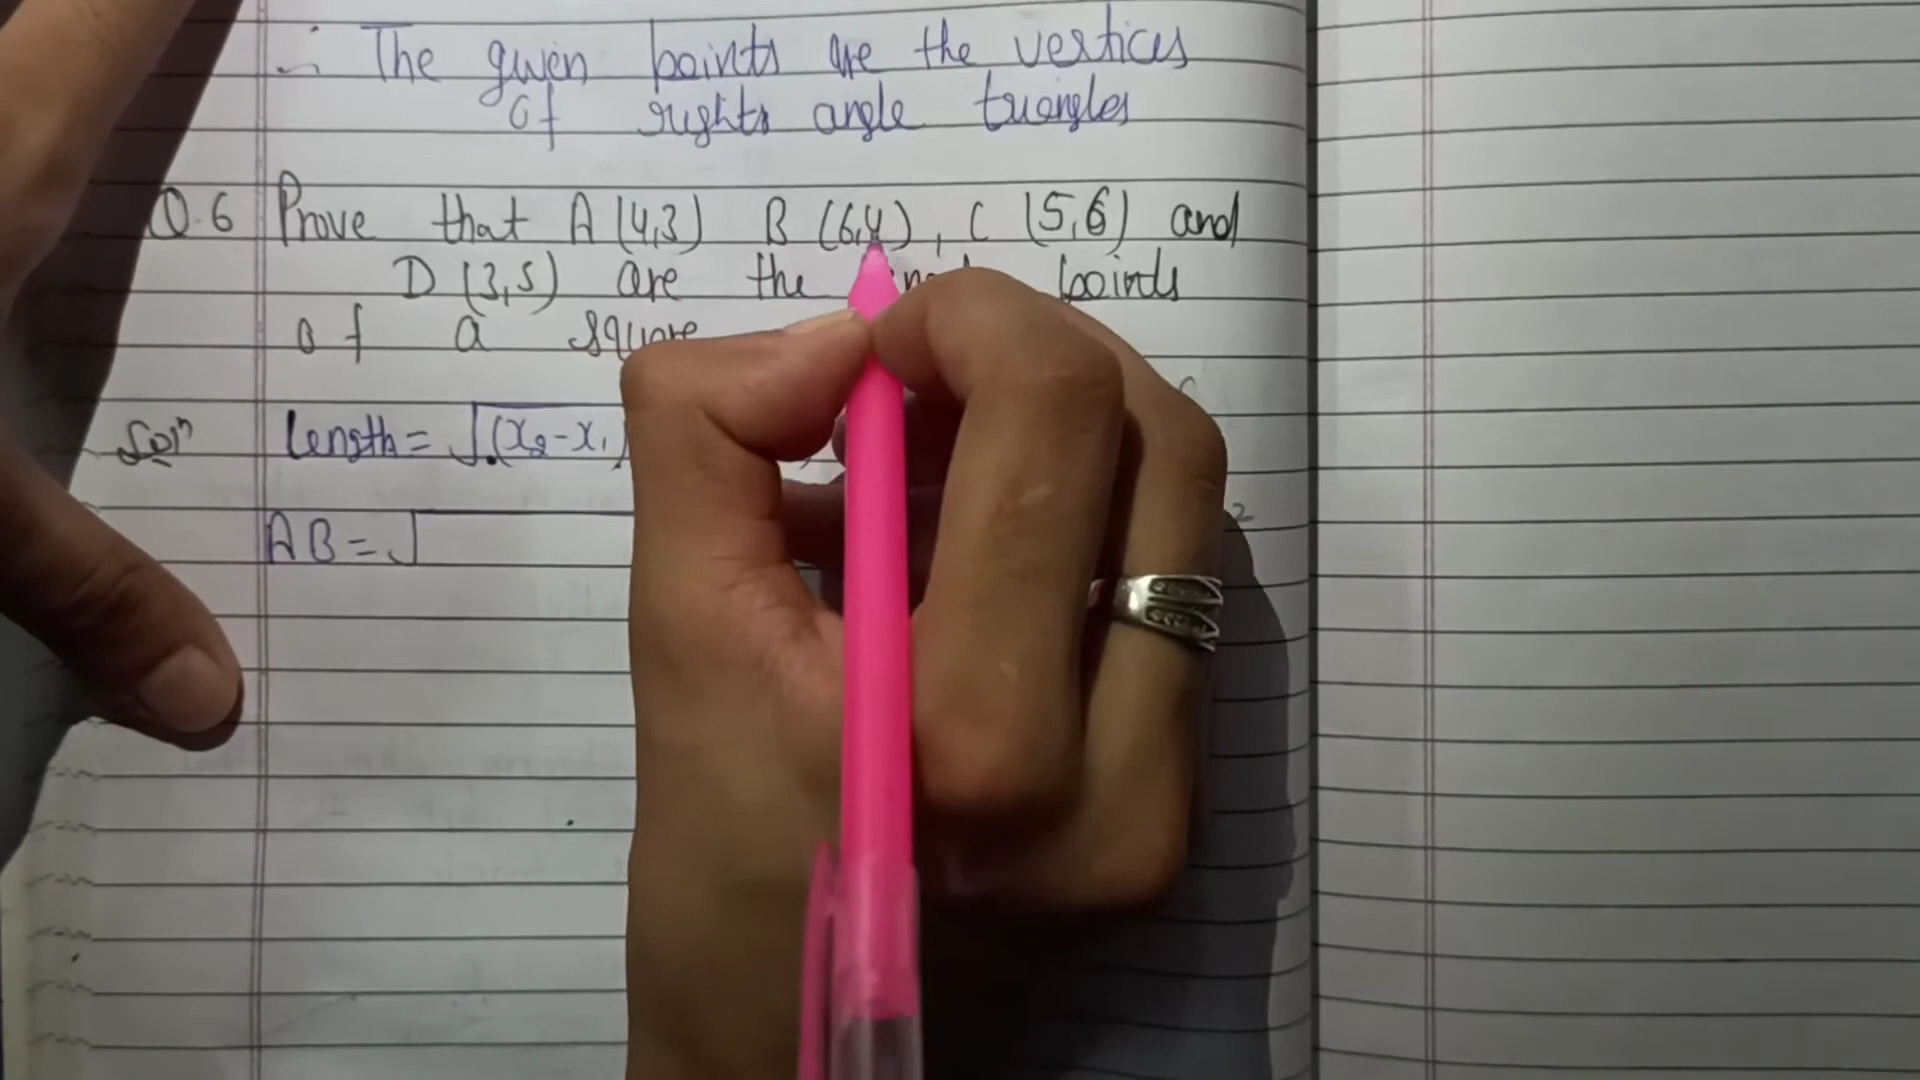 ∴ The given points are the vertices
of rights angle triangles
Q.6 Prove that A (4,3) B (6,4), C (5,6) and
D (3,5) are the points
of a square
Solⁿ length = √(x₂-x₁)
AB = √ ²